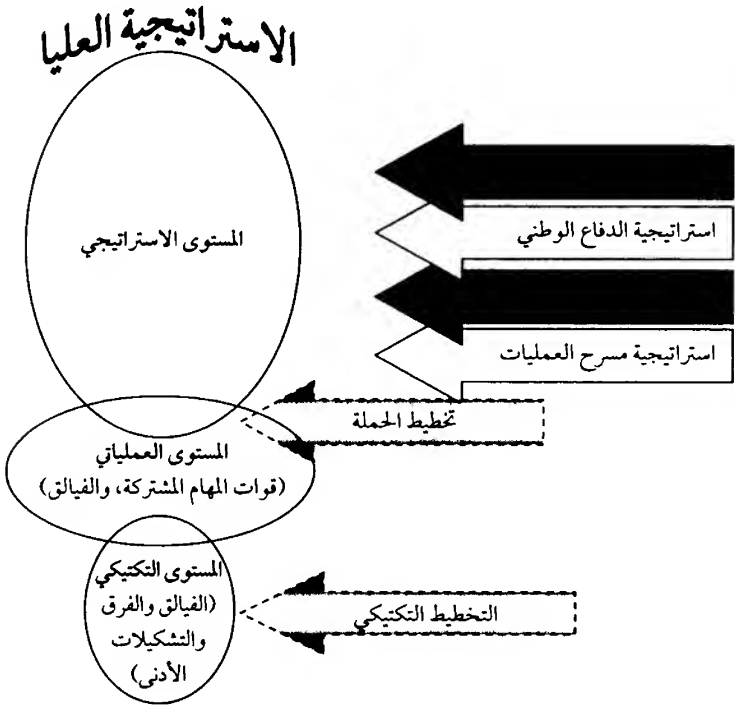 الاستراتيجية العليا
المستوى الاستراتيجي
استراتيجية الدفاع الوطني
استراتيجية مسرح العمليات
تخطيط الحملة
المستوى العملياتي
(قوات المهام المشتركة، والفيالق)
المستوى التكتيكي
(الفيالق والفرق
والتشكيلات
الأدنى)
التخطيط التكتيكي